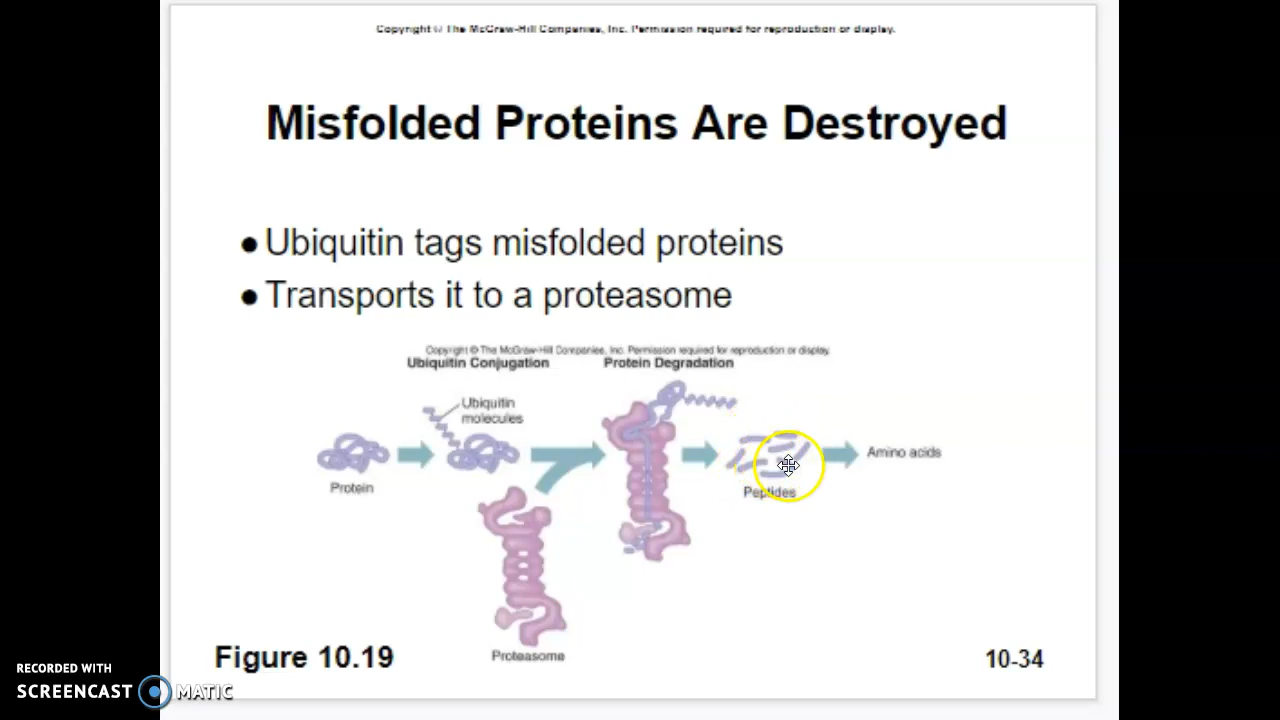 Copyright © The McGraw-Hill Companies, Inc. Permission required for reproduction or display.
Misfolded Proteins Are Destroyed
● Ubiquitin tags misfolded proteins
● Transports it to a proteasome
Copyright © The McGraw-Hill Companies, Inc. Permission required for reproduction or display.
Ubiquitin Conjugation
Protein Degradation
Ubiquitin
molecules
Protein
Proteasome
Peptides
Amino acids
Figure 10.19
10-34
RECORDED WITH
SCREENCAST MATIC